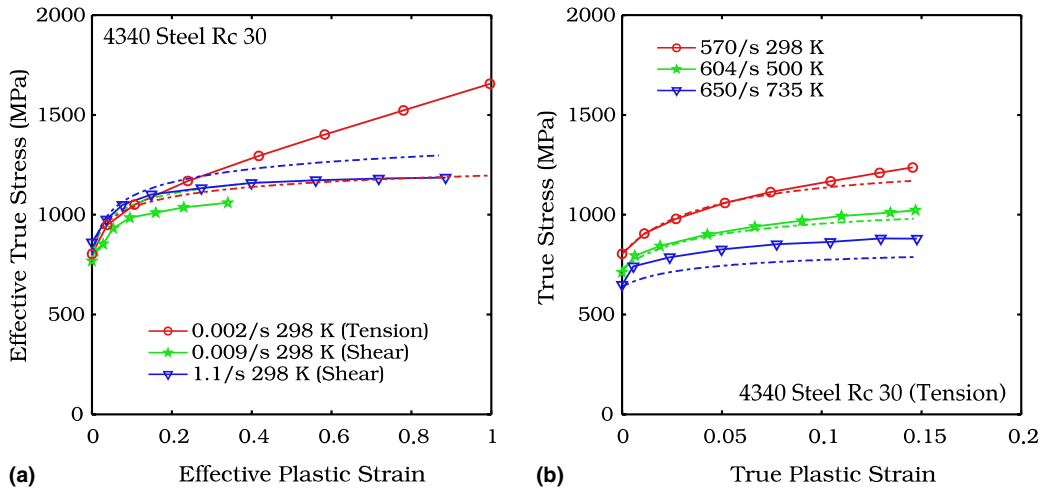 4340 Steel Rc 30
Effective True Stress (MPa)
2000
1500
1000
500
0
0.002/s 298 K (Tension)
0.009/s 298 K (Shear)
1.1/s 298 K (Shear)
0 0.2 0.4 0.6 0.8 1
Effective Plastic Strain
(a)
570/s 298 K
604/s 500 K
650/s 735 K
True Stress (MPa)
2000
1500
1000
500
0
4340 Steel Rc 30 (Tension)
0 0.05 0.1 0.15 0.2
True Plastic Strain
(b)